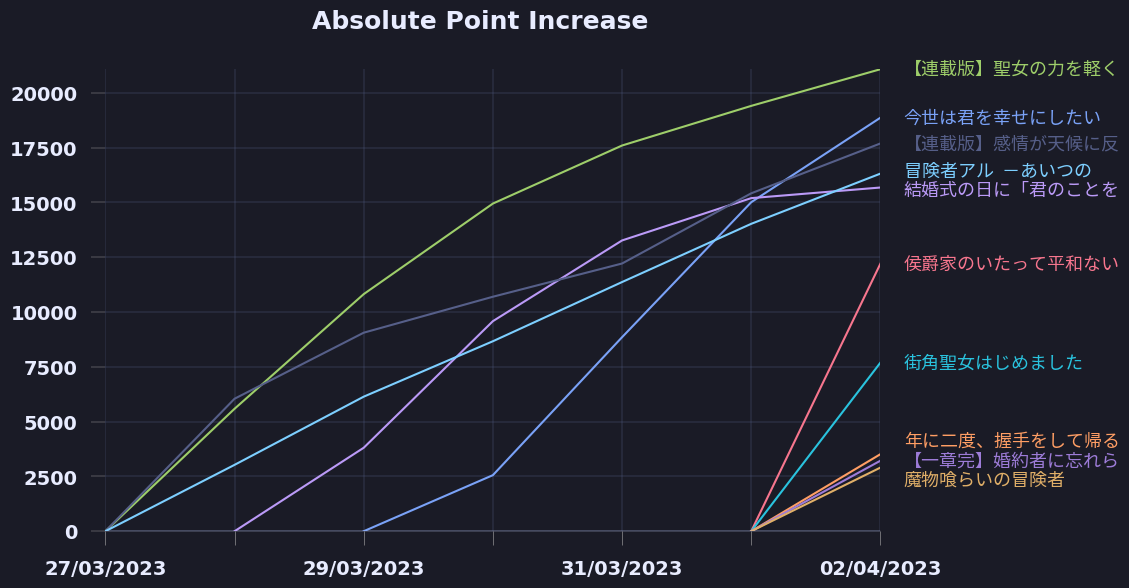 Absolute Point Increase
20000
17500
15000
12500
10000
7500
5000
2500
0
27/03/2023
29/03/2023
31/03/2023
02/04/2023
【連載版】聖女の力を軽く
今世は君を幸せにしたい
【連載版】感情が天候に反
冒険者アル －あいつの
結婚式の日に「君のことを
侯爵家のいたって平和ない
街角聖女はじめました
年に二度、握手をして帰る
【一章完】婚約者に忘れら
魔物喰らいの冒険者